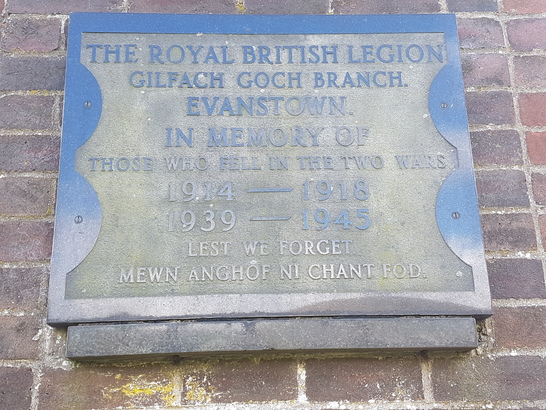 THE ROYAL BRITISH LEGION
GILFACH GOCH BRANCH.
EVANSTOWN.
IN MEMORY OF
THOSE WHO FELL IN THE TWO WARS
1914 — 1918
1939 — 1945
LEST WE FORGET.
MEWN ANGHOF NI CHANT FOD.